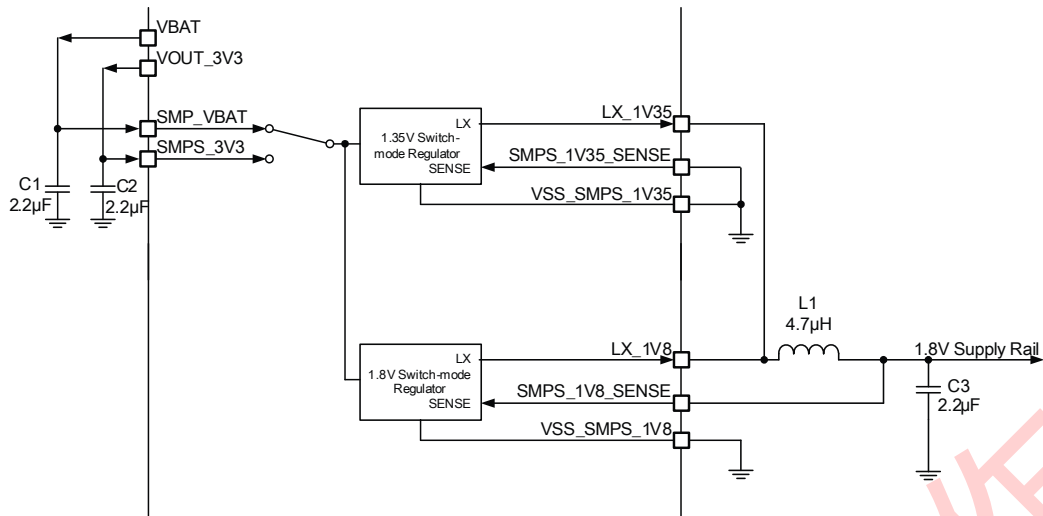 VBAT
VOUT_3V3
SMP_VBAT
SMPS_3V3
C1
2.2µF
C2
2.2µF
LX
1.35V Switch-
mode Regulator
SENSE
LX_1V35
SMPS_1V35_SENSE
VSS_SMPS_1V35
LX
1.8V Switch-mode
Regulator
SENSE
LX_1V8
SMPS_1V8_SENSE
VSS_SMPS_1V8
L1
4.7µH
1.8V Supply Rail
C3
2.2µF